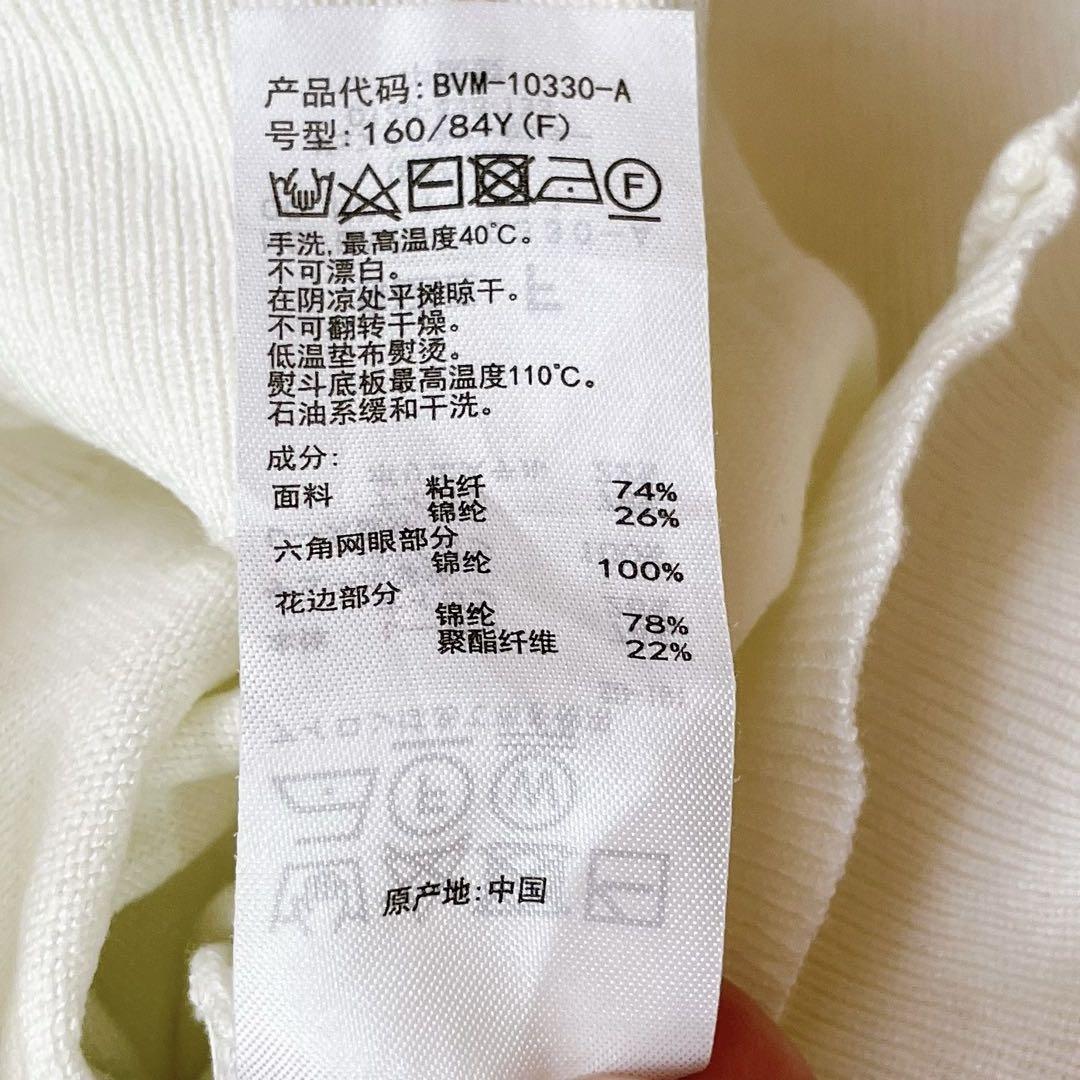 产品代码: BVM-10330-A
号型: 160/84Y(F)
F
手洗,最高温度40℃。
不可漂白。
在阴凉处平摊晾干。
不可翻转干燥。
低温垫布熨烫。
熨斗底板最高温度110℃。
石油系缓和干洗。
成分:
面料 粘纤 74%
锦纶 26%
六角网眼部分
锦纶 100%
花边部分
锦纶 78%
聚酯纤维 22%
原产地:中国